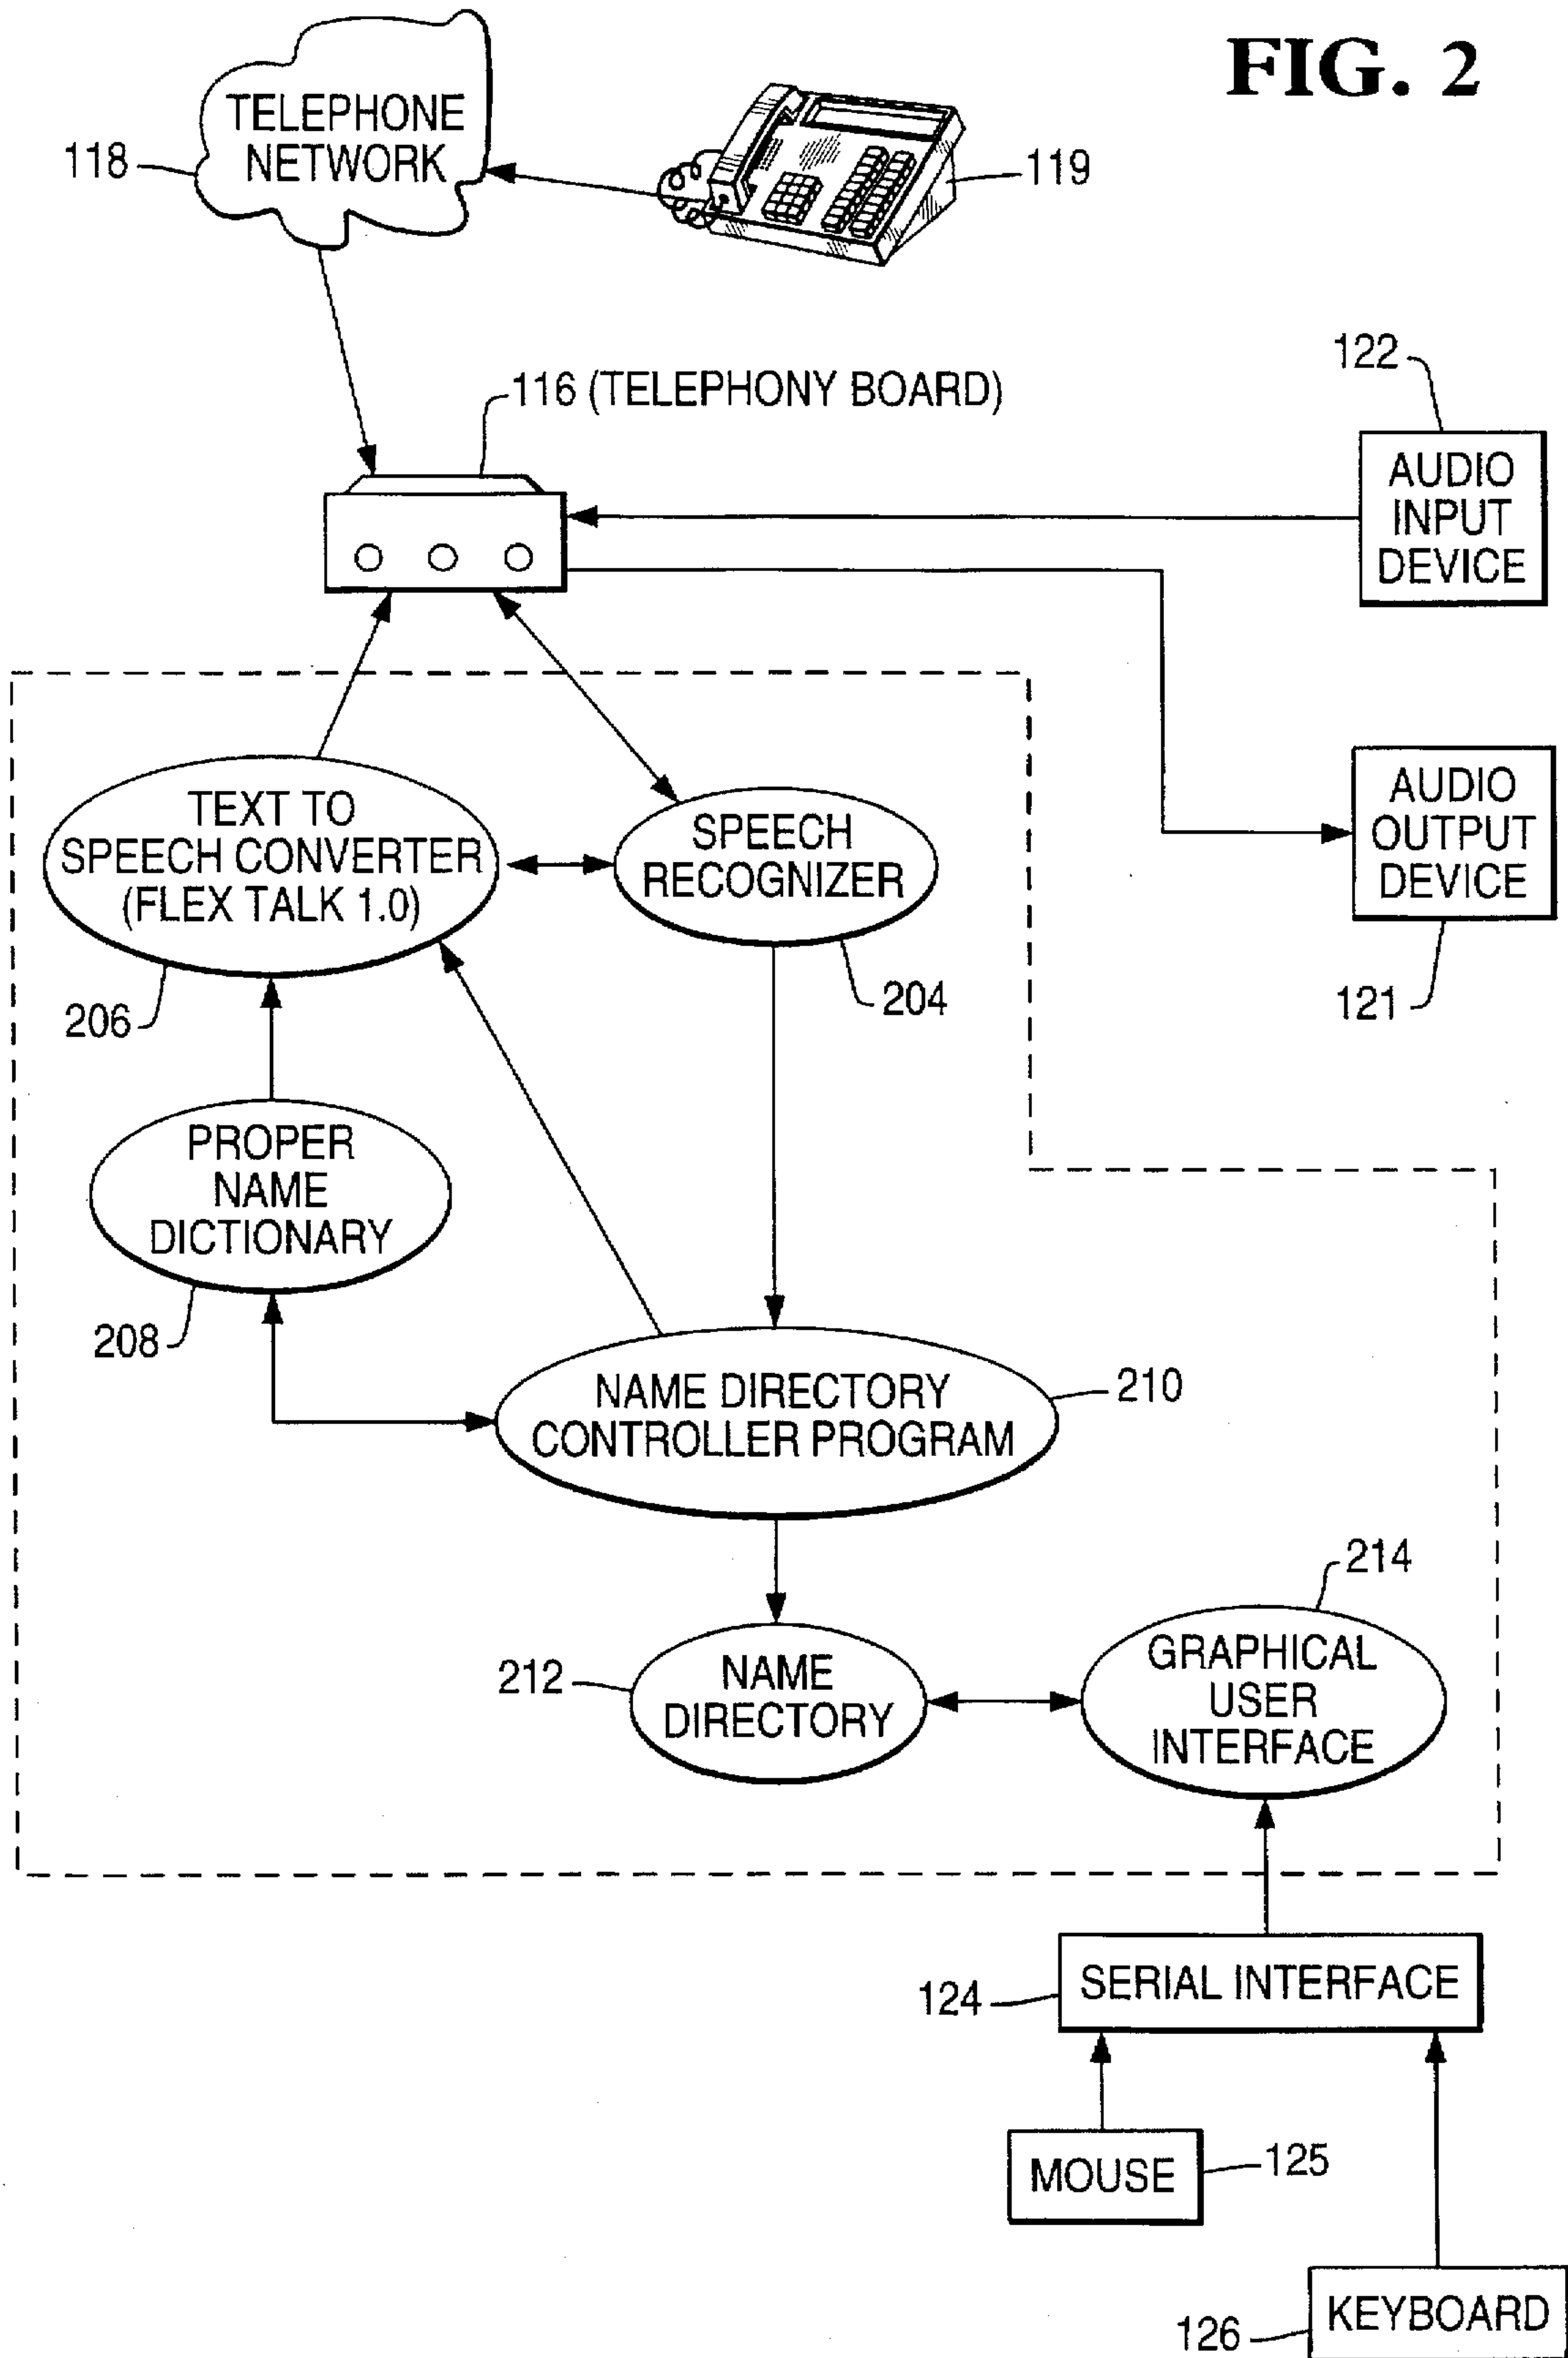 FIG. 2
TELEPHONE
NETWORK
118
119
116 (TELEPHONY BOARD)
122
AUDIO
INPUT
DEVICE
TEXT TO
SPEECH CONVERTER
(FLEX TALK 1.0)
206
SPEECH
RECOGNIZER
204
AUDIO
OUTPUT
DEVICE
121
PROPER
NAME
DICTIONARY
208
NAME DIRECTORY
CONTROLLER PROGRAM
210
212
NAME
DIRECTORY
214
GRAPHICAL
USER
INTERFACE
124
SERIAL INTERFACE
MOUSE
125
126
KEYBOARD